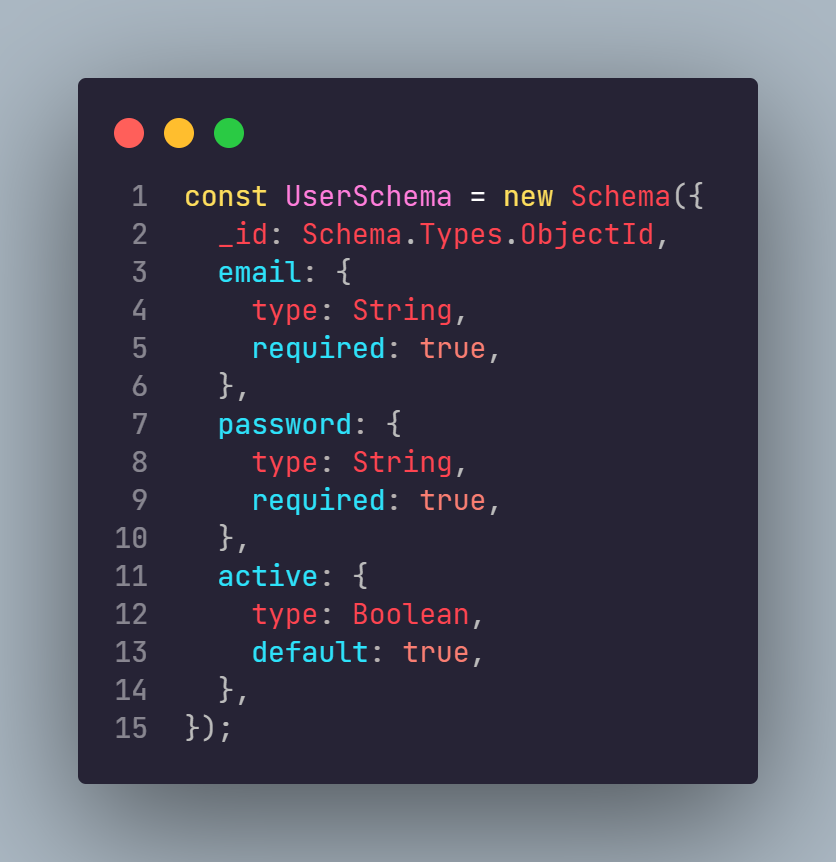 1 const UserSchema = new Schema({
2   _id: Schema.Types.ObjectId,
3   email: {
4     type: String,
5     required: true,
6   },
7   password: {
8     type: String,
9     required: true,
10   },
11   active: {
12     type: Boolean,
13     default: true,
14   },
15 });